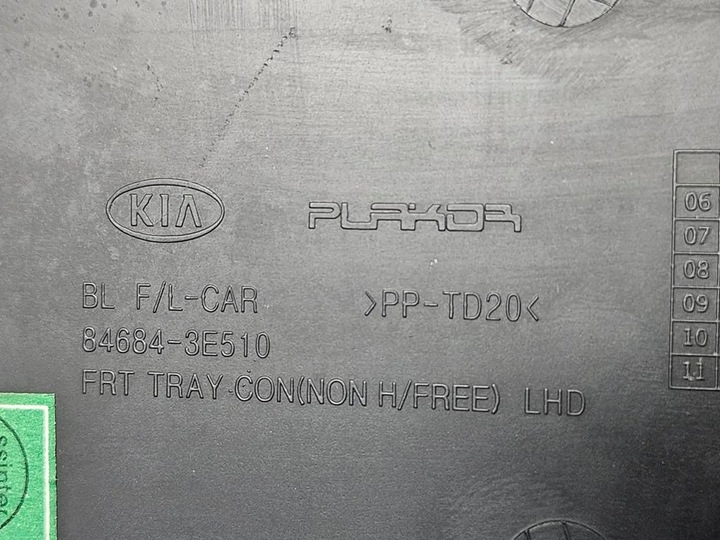 KIA PLAKOR
BL F/L-CAR >PP-TD20<
84684-3E510
FRT TRAY CON(NON H/FREE) LHD
06
07
08
09
10
11